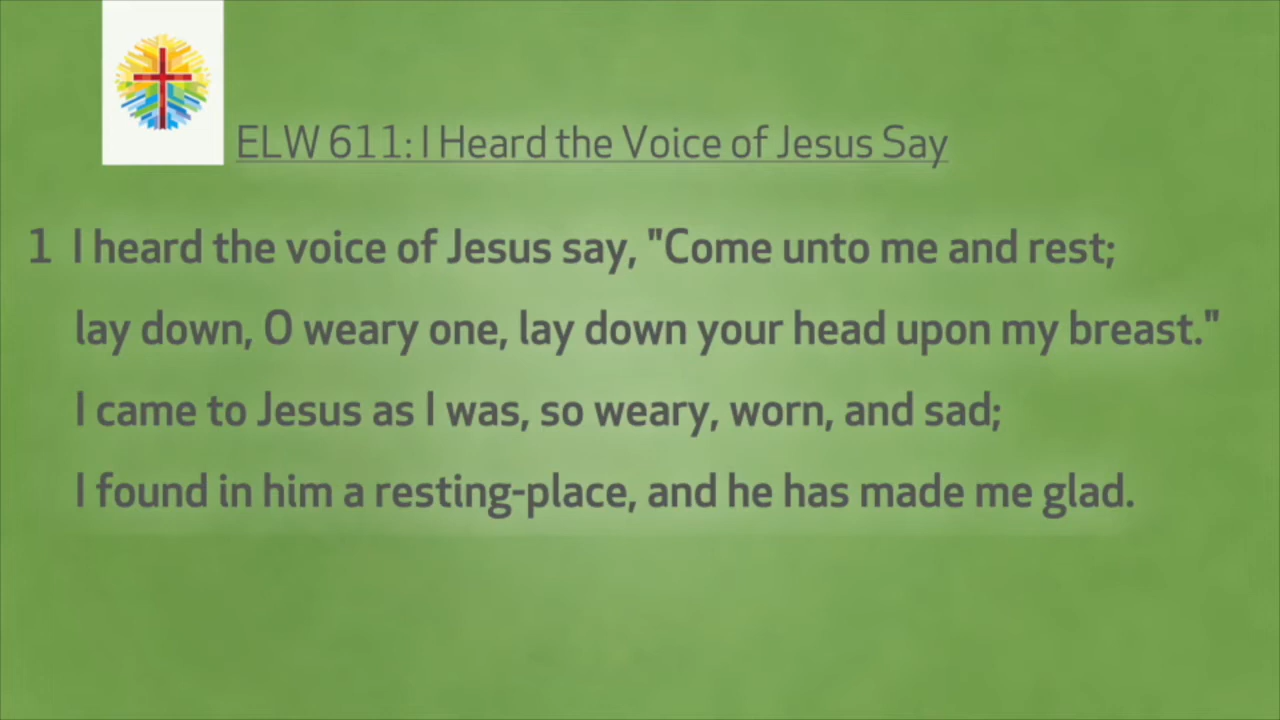 ELW 611: I Heard the Voice of Jesus Say
1 I heard the voice of Jesus say, "Come unto me and rest;
lay down, O weary one, lay down your head upon my breast."
I came to Jesus as I was, so weary, worn, and sad;
I found in him a resting-place, and he has made me glad.